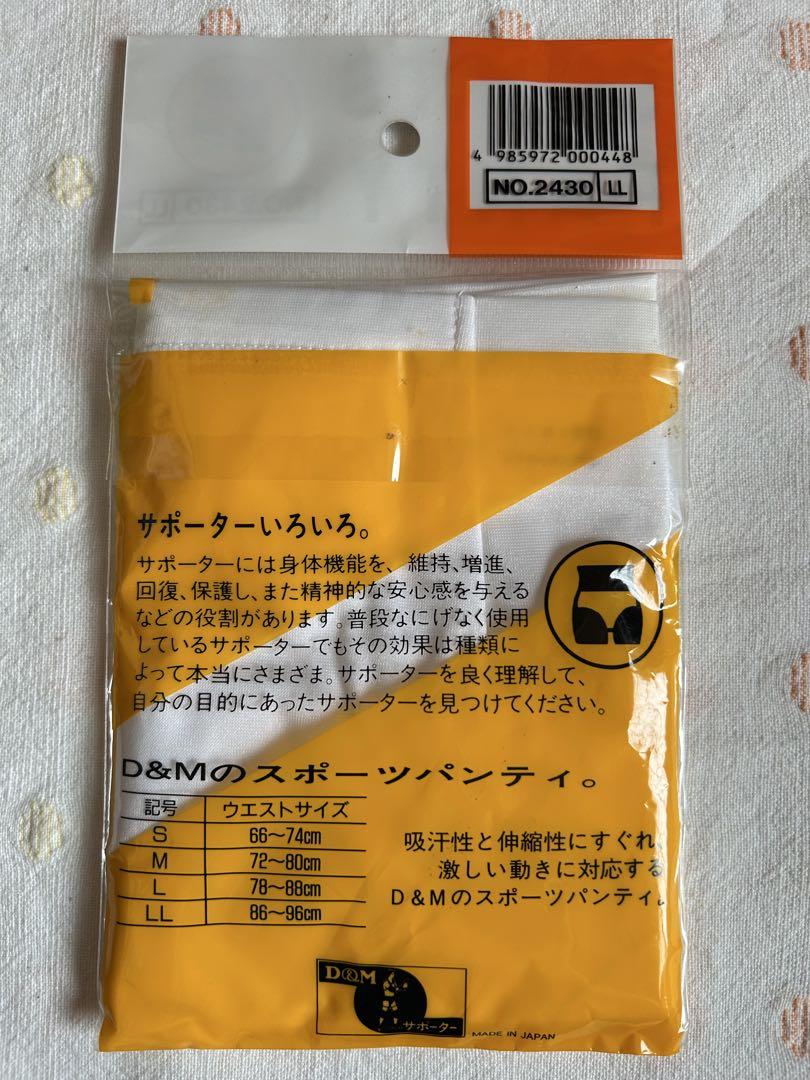 4 985972 000448
NO.2430 LL
サポーターいろいろ。
サポーターには身体機能を、維持、増進、
回復、保護し、また精神的な安心感を与える
などの役割があります。普段なにげなく使用
しているサポーターでもその効果は種類に
よって本当にさまざま。サポーターを良く理解して、
自分の目的にあったサポーターを見つけてください。
D&Mのスポーツパンティ。
記号 ウエストサイズ
S 66〜74cm
M 72〜80cm
L 78〜88cm
LL 86〜96cm
吸汗性と伸縮性にすぐれ、
激しい動きに対応する
D&Mのスポーツパンティ。
D&M
サポーター
MADE IN JAPAN